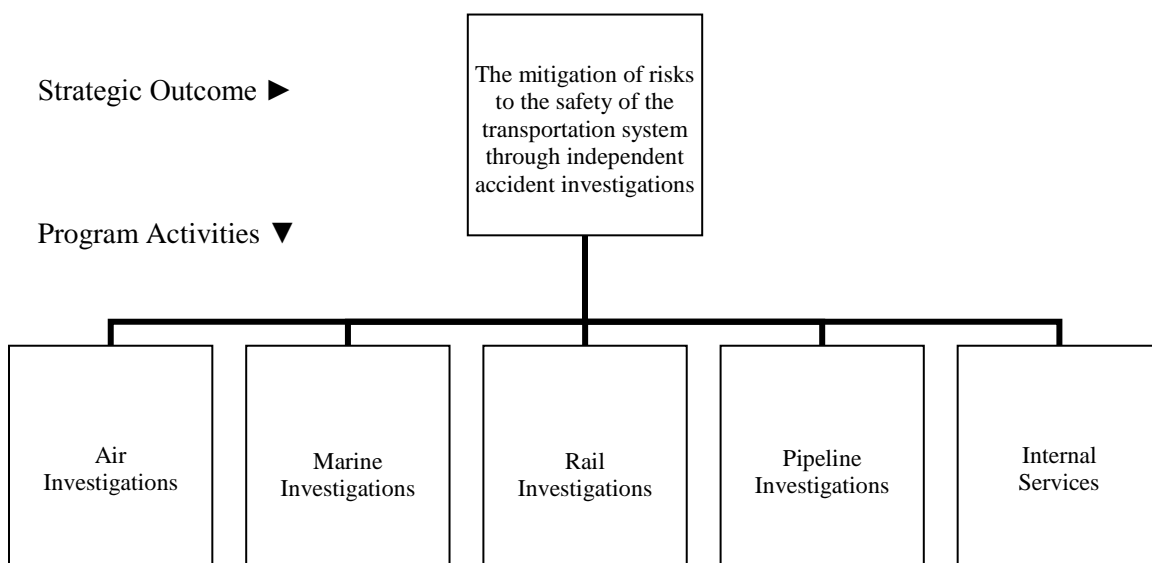 Strategic Outcome ►
The mitigation of risks
to the safety of the
transportation system
through independent
accident investigations
Program Activities ▼
Air
Investigations
Marine
Investigations
Rail
Investigations
Pipeline
Investigations
Internal
Services